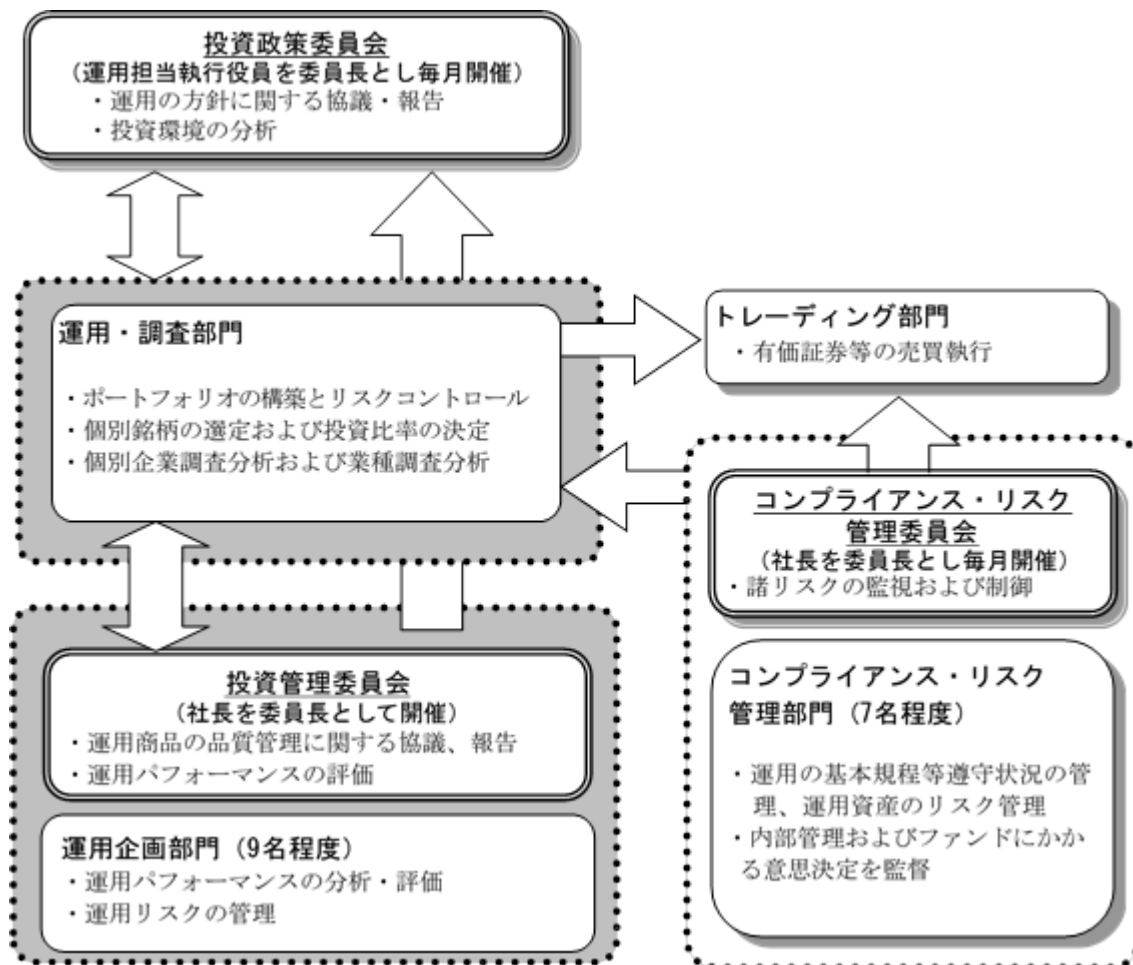 投資政策委員会
(運用担当執行役員を委員長とし毎月開催)
・運用の方針に関する協議・報告
・投資環境の分析
運用・調査部門
・ポートフォリオの構築とリスクコントロール
・個別銘柄の選定および投資比率の決定
・個別企業調査分析および業種調査分析
トレーディング部門
・有価証券等の売買執行
コンプライアンス・リスク
管理委員会
(社長を委員長とし毎月開催)
・諸リスクの監視および制御
投資管理委員会
(社長を委員長として開催)
・運用商品の品質管理に関する協議、報告
・運用パフォーマンスの評価
運用企画部門(9名程度)
・運用パフォーマンスの分析・評価
・運用リスクの管理
コンプライアンス・リスク
管理部門(7名程度)
・運用の基本規程等遵守状況の管
理、運用資産のリスク管理
・内部管理およびファンドにかか
る意思決定を監督